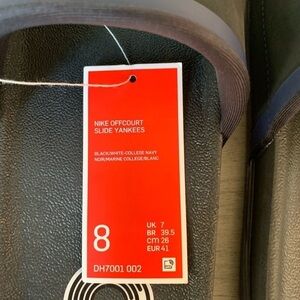 NIKE OFFCOURT
SLIDE YANKEES
BLACK/WHITE-COLLEGE NAVY
NOIR/MARINE COLLEGE/BLANC
8
UK 7
BR 39.5
CM 26
EUR 41
DH7001 002